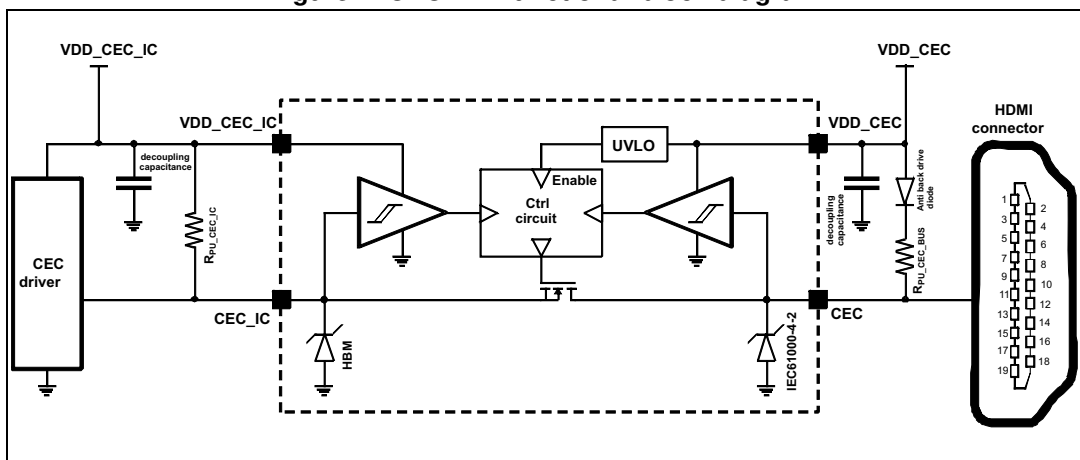 VDD_CEC_IC
VDD_CEC
HDMI
connector
VDD_CEC_IC
VDD_CEC
decoupling
capacitance
UVLO
Enable
Ctrl
circuit
decoupling
capacitance
Anti back drive
diode
RPU_CEC_IC
RPU_CEC_BUS
CEC
driver
CEC_IC
CEC
HBM
IEC61000-4-2
1
2
3
4
5
6
7
8
9
10
11
12
13
14
15
16
17
18
19